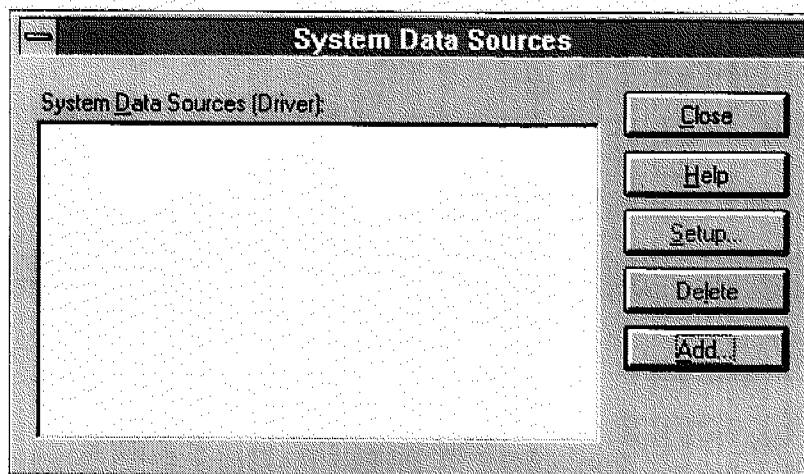 System Data Sources
System Data Sources (Driver):
Close
Help
Setup...
Delete
Add...